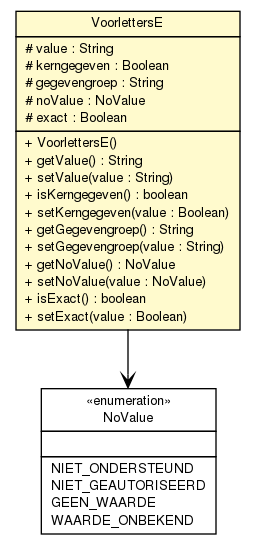 VoorlettersE
# value : String
# kerngegeven : Boolean
# gegevengroep : String
# noValue : NoValue
# exact : Boolean
+ VoorlettersE()
+ getValue() : String
+ setValue(value : String)
+ isKerngegeven() : boolean
+ setKerngegeven(value : Boolean)
+ getGegevengroep() : String
+ setGegevengroep(value : String)
+ getNoValue() : NoValue
+ setNoValue(value : NoValue)
+ isExact() : boolean
+ setExact(value : Boolean)
«enumeration»
NoValue
NIET_ONDERSTEUND
NIET_GEAUTORISEERD
GEEN_WAARDE
WAARDE_ONBEKEND